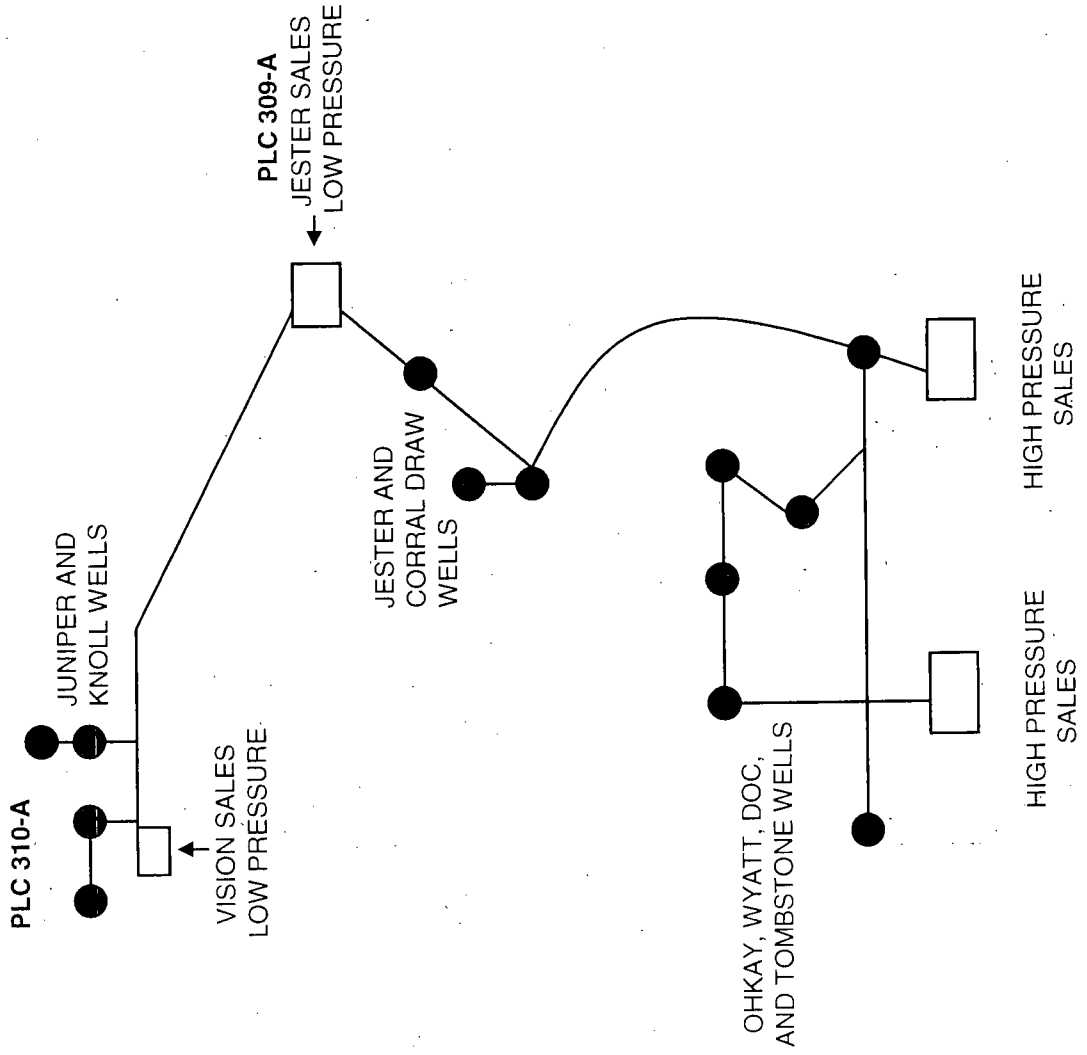 PLC 310-A
JUNIPER AND
KNOLL WELLS
VISION SALES
LOW PRESSURE
PLC 309-A
JESTER SALES
LOW PRESSURE
JESTER AND
CORRAL DRAW
WELLS
OHKAY, WYATT, DOC,
AND TOMBSTONE WELLS
HIGH PRESSURE
SALES
HIGH PRESSURE
SALES